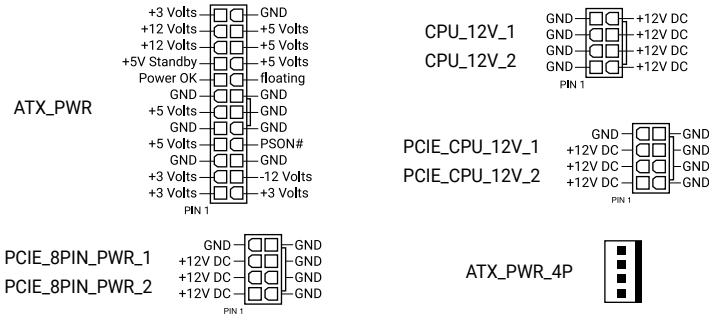 ATX_PWR
+3 Volts GND
+12 Volts +5 Volts
+12 Volts +5 Volts
+5V Standby +5 Volts
Power OK floating
GND GND
+5 Volts GND
GND GND
+5 Volts PSON#
GND GND
+3 Volts -12 Volts
+3 Volts +3 Volts
PIN 1
CPU_12V_1
CPU_12V_2
GND +12V DC
GND +12V DC
GND +12V DC
GND +12V DC
PIN 1
PCIE_CPU_12V_1
PCIE_CPU_12V_2
GND GND
+12V DC GND
+12V DC GND
+12V DC GND
PIN 1
PCIE_8PIN_PWR_1
PCIE_8PIN_PWR_2
GND GND
+12V DC GND
+12V DC GND
+12V DC GND
PIN 1
ATX_PWR_4P